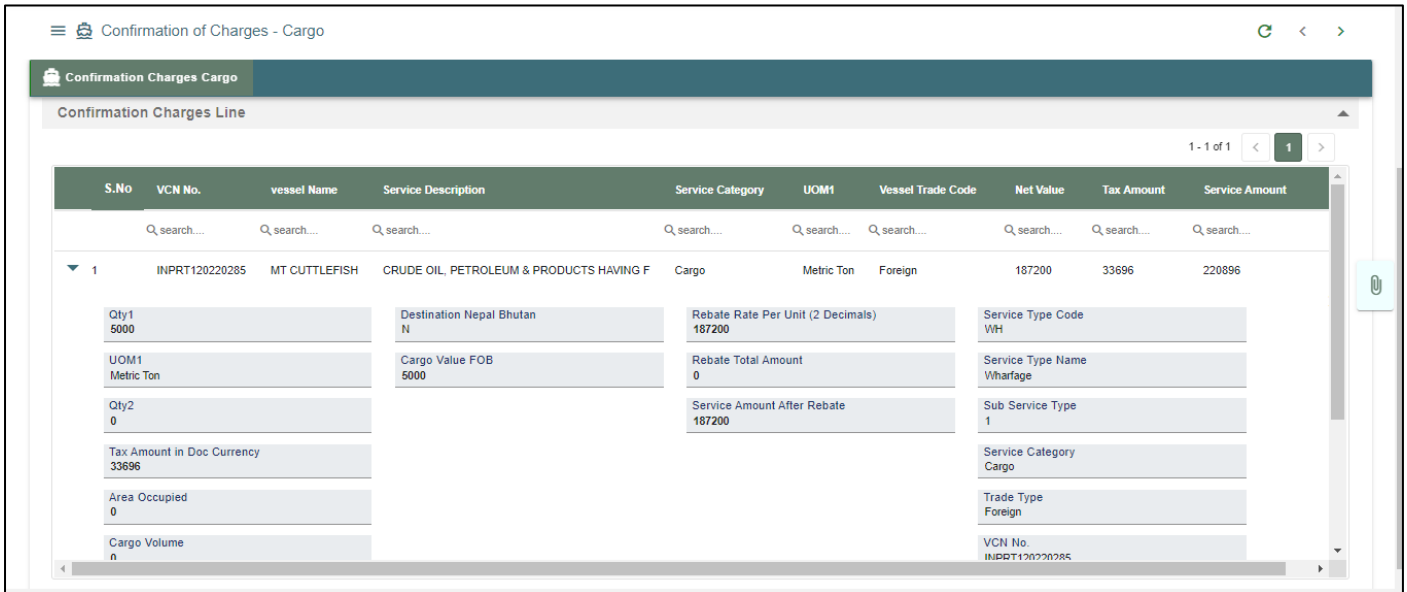 Confirmation of Charges - Cargo
Confirmation Charges Cargo
Confirmation Charges Line
1 - 1 of 1 < 1 >
S.No VCN No. vessel Name Service Description Service Category UOM1 Vessel Trade Code Net Value Tax Amount Service Amount
search.... search.... search.... search.... search.... search.... search.... search.... search....
1 INPRT120220285 MT CUTTLEFISH CRUDE OIL, PETROLEUM & PRODUCTS HAVING F Cargo Metric Ton Foreign 187200 33696 220896
Qty1 Destination Nepal Bhutan Rebate Rate Per Unit (2 Decimals) Service Type Code
5000 N 187200 WH
UOM1 Cargo Value FOB Rebate Total Amount Service Type Name
Metric Ton 5000 0 Wharfage
Qty2 Service Amount After Rebate Sub Service Type
0 187200 1
Tax Amount in Doc Currency Service Category
33696 Cargo
Area Occupied Trade Type
0 Foreign
Cargo Volume VCN No.
0 INPRT120220285